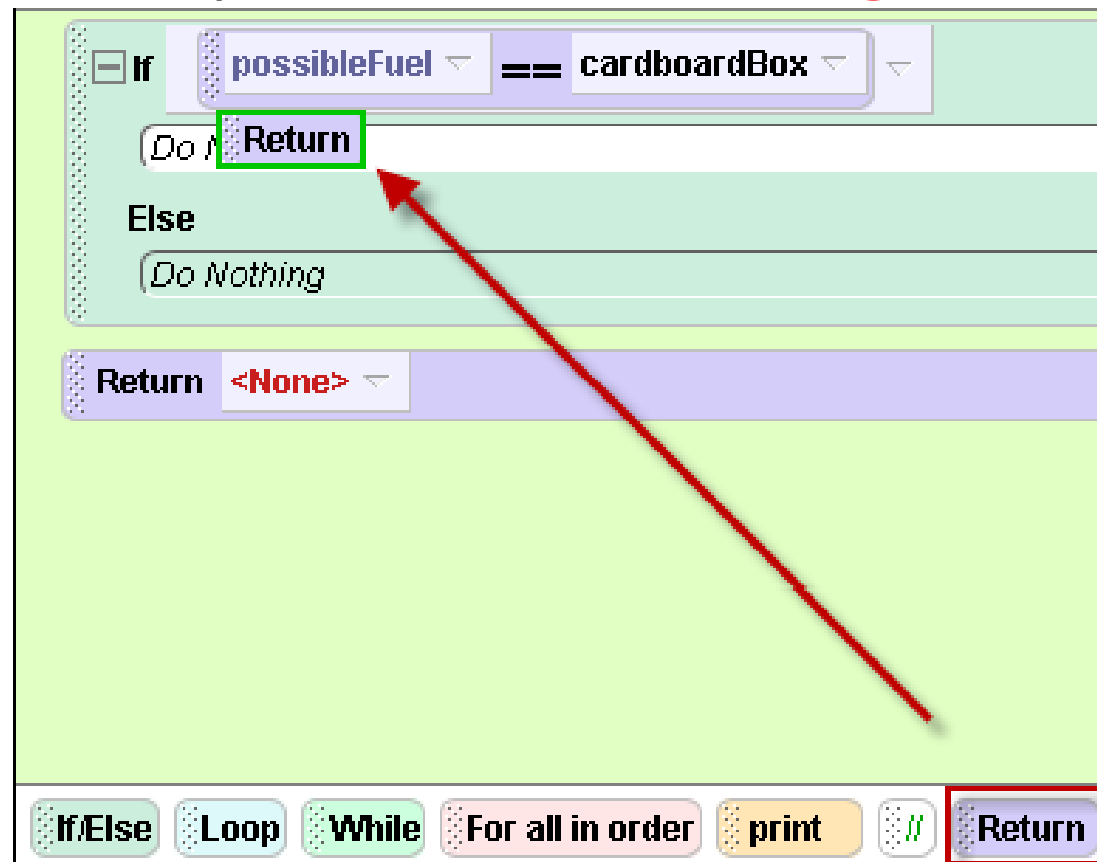 If possibleFuel == cardboardBox
Do N Return
Else
Do Nothing
Return <None>
If/Else Loop While For all in order print // Return